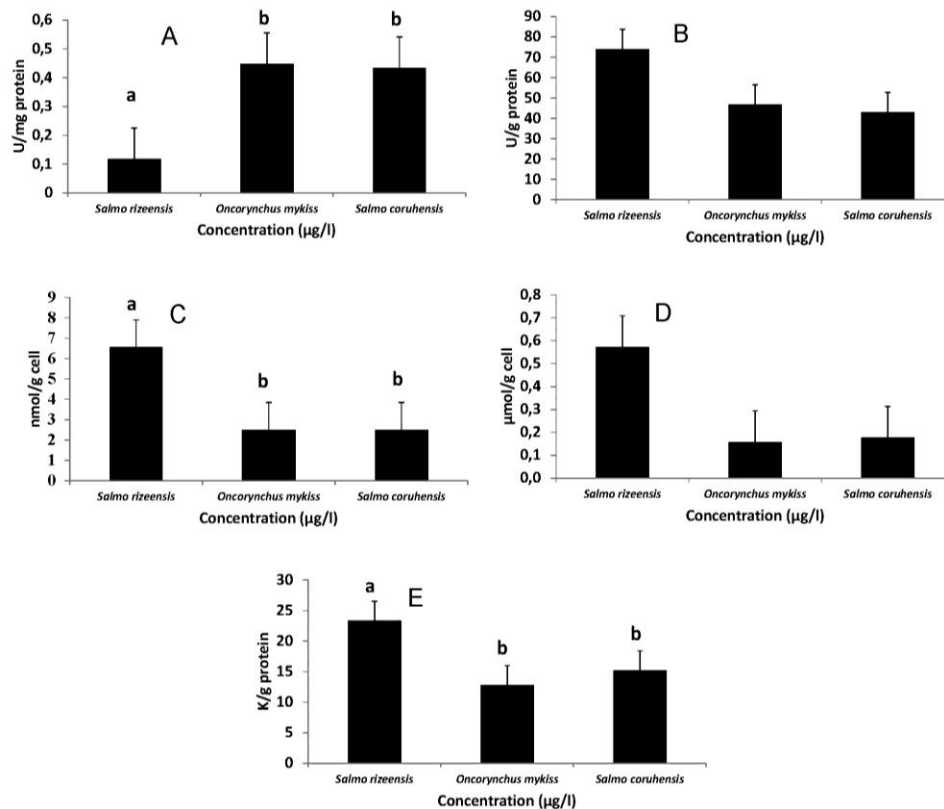 A
U/mg protein
0,6
0,5
0,4
0,3
0,2
0,1
0
a
b
b
Salmo rizeensis Oncorynchus mykiss Salmo coruhensis
Concentration (µg/l)
B
U/g protein
90
80
70
60
50
40
30
20
10
0
Salmo rizeensis Oncorynchus mykiss Salmo coruhensis
Concentration (µg/l)
C
nmol/g cell
9
8
7
6
5
4
3
2
1
0
a
b
b
Salmo rizeensis Oncorynchus mykiss Salmo coruhensis
Concentration (µg/l)
D
µmol/g cell
0,8
0,7
0,6
0,5
0,4
0,3
0,2
0,1
0,0
Salmo rizeensis Oncorynchus mykiss Salmo coruhensis
Concentration (µg/l)
E
K/g protein
30
25
20
15
10
5
0
a
b
b
Salmo rizeensis Oncorynchus mykiss Salmo coruhensis
Concentration (µg/l)